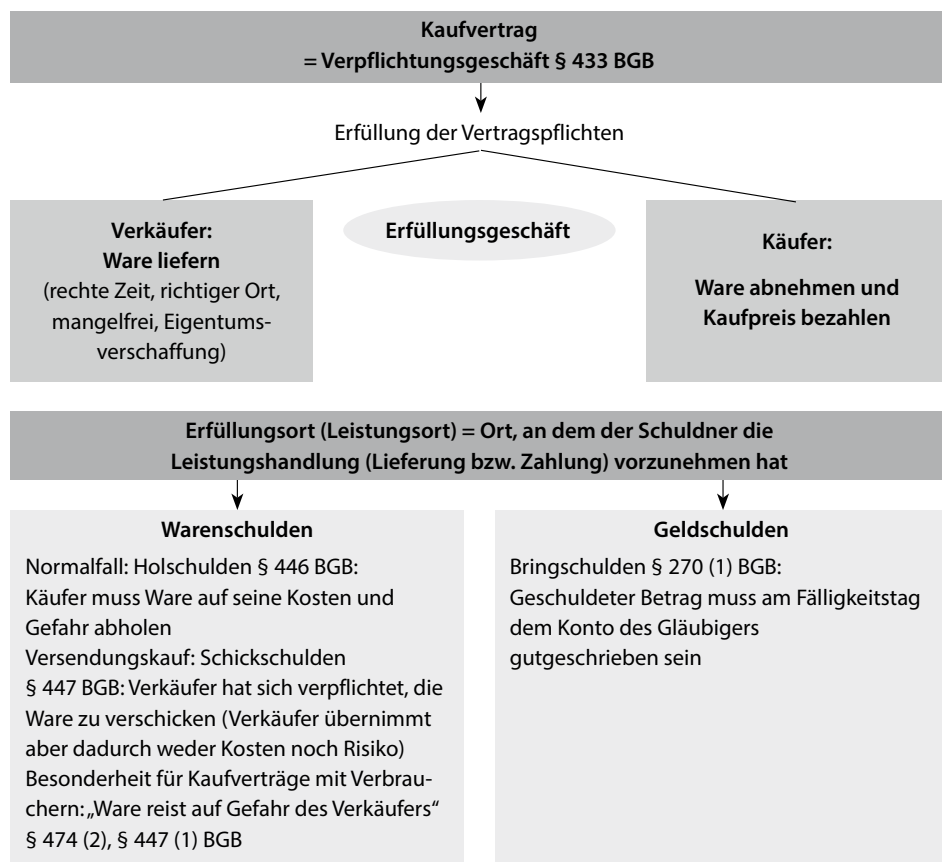 Kaufvertrag
= Verpflichtungsgeschäft § 433 BGB
Erfüllung der Vertragspflichten
Verkäufer:
Ware liefern
(rechte Zeit, richtiger Ort,
mangelfrei, Eigentums-
verschaffung)
Erfüllungsgeschäft
Käufer:
Ware abnehmen und
Kaufpreis bezahlen
Erfüllungsort (Leistungsort) = Ort, an dem der Schuldner die
Leistungshandlung (Lieferung bzw. Zahlung) vorzunehmen hat
Warenschulden
Normalfall: Holschulden § 446 BGB:
Käufer muss Ware auf seine Kosten und
Gefahr abholen
Versendungskauf: Schickschulden
§ 447 BGB: Verkäufer hat sich verpflichtet, die
Ware zu verschicken (Verkäufer übernimmt
aber dadurch weder Kosten noch Risiko)
Besonderheit für Kaufverträge mit Verbrau-
chern: „Ware reist auf Gefahr des Verkäufers“
§ 474 (2), § 447 (1) BGB
Geldschulden
Bringschulden § 270 (1) BGB:
Geschuldeter Betrag muss am Fälligkeitstag
dem Konto des Gläubigers
gutgeschrieben sein